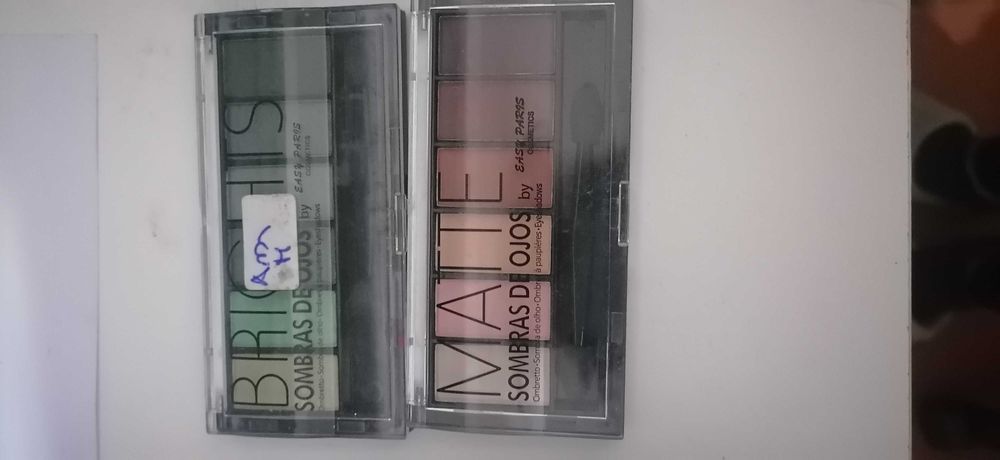 BRIGHTS
SOMBRAS DE OJOS by EASY PARIS
COSMETICS
MATTE
SOMBRAS DE OJOS by EASY PARIS
COSMETICS
Ombretto·Sombra de olho·Ombre à paupières·Eyeshadows